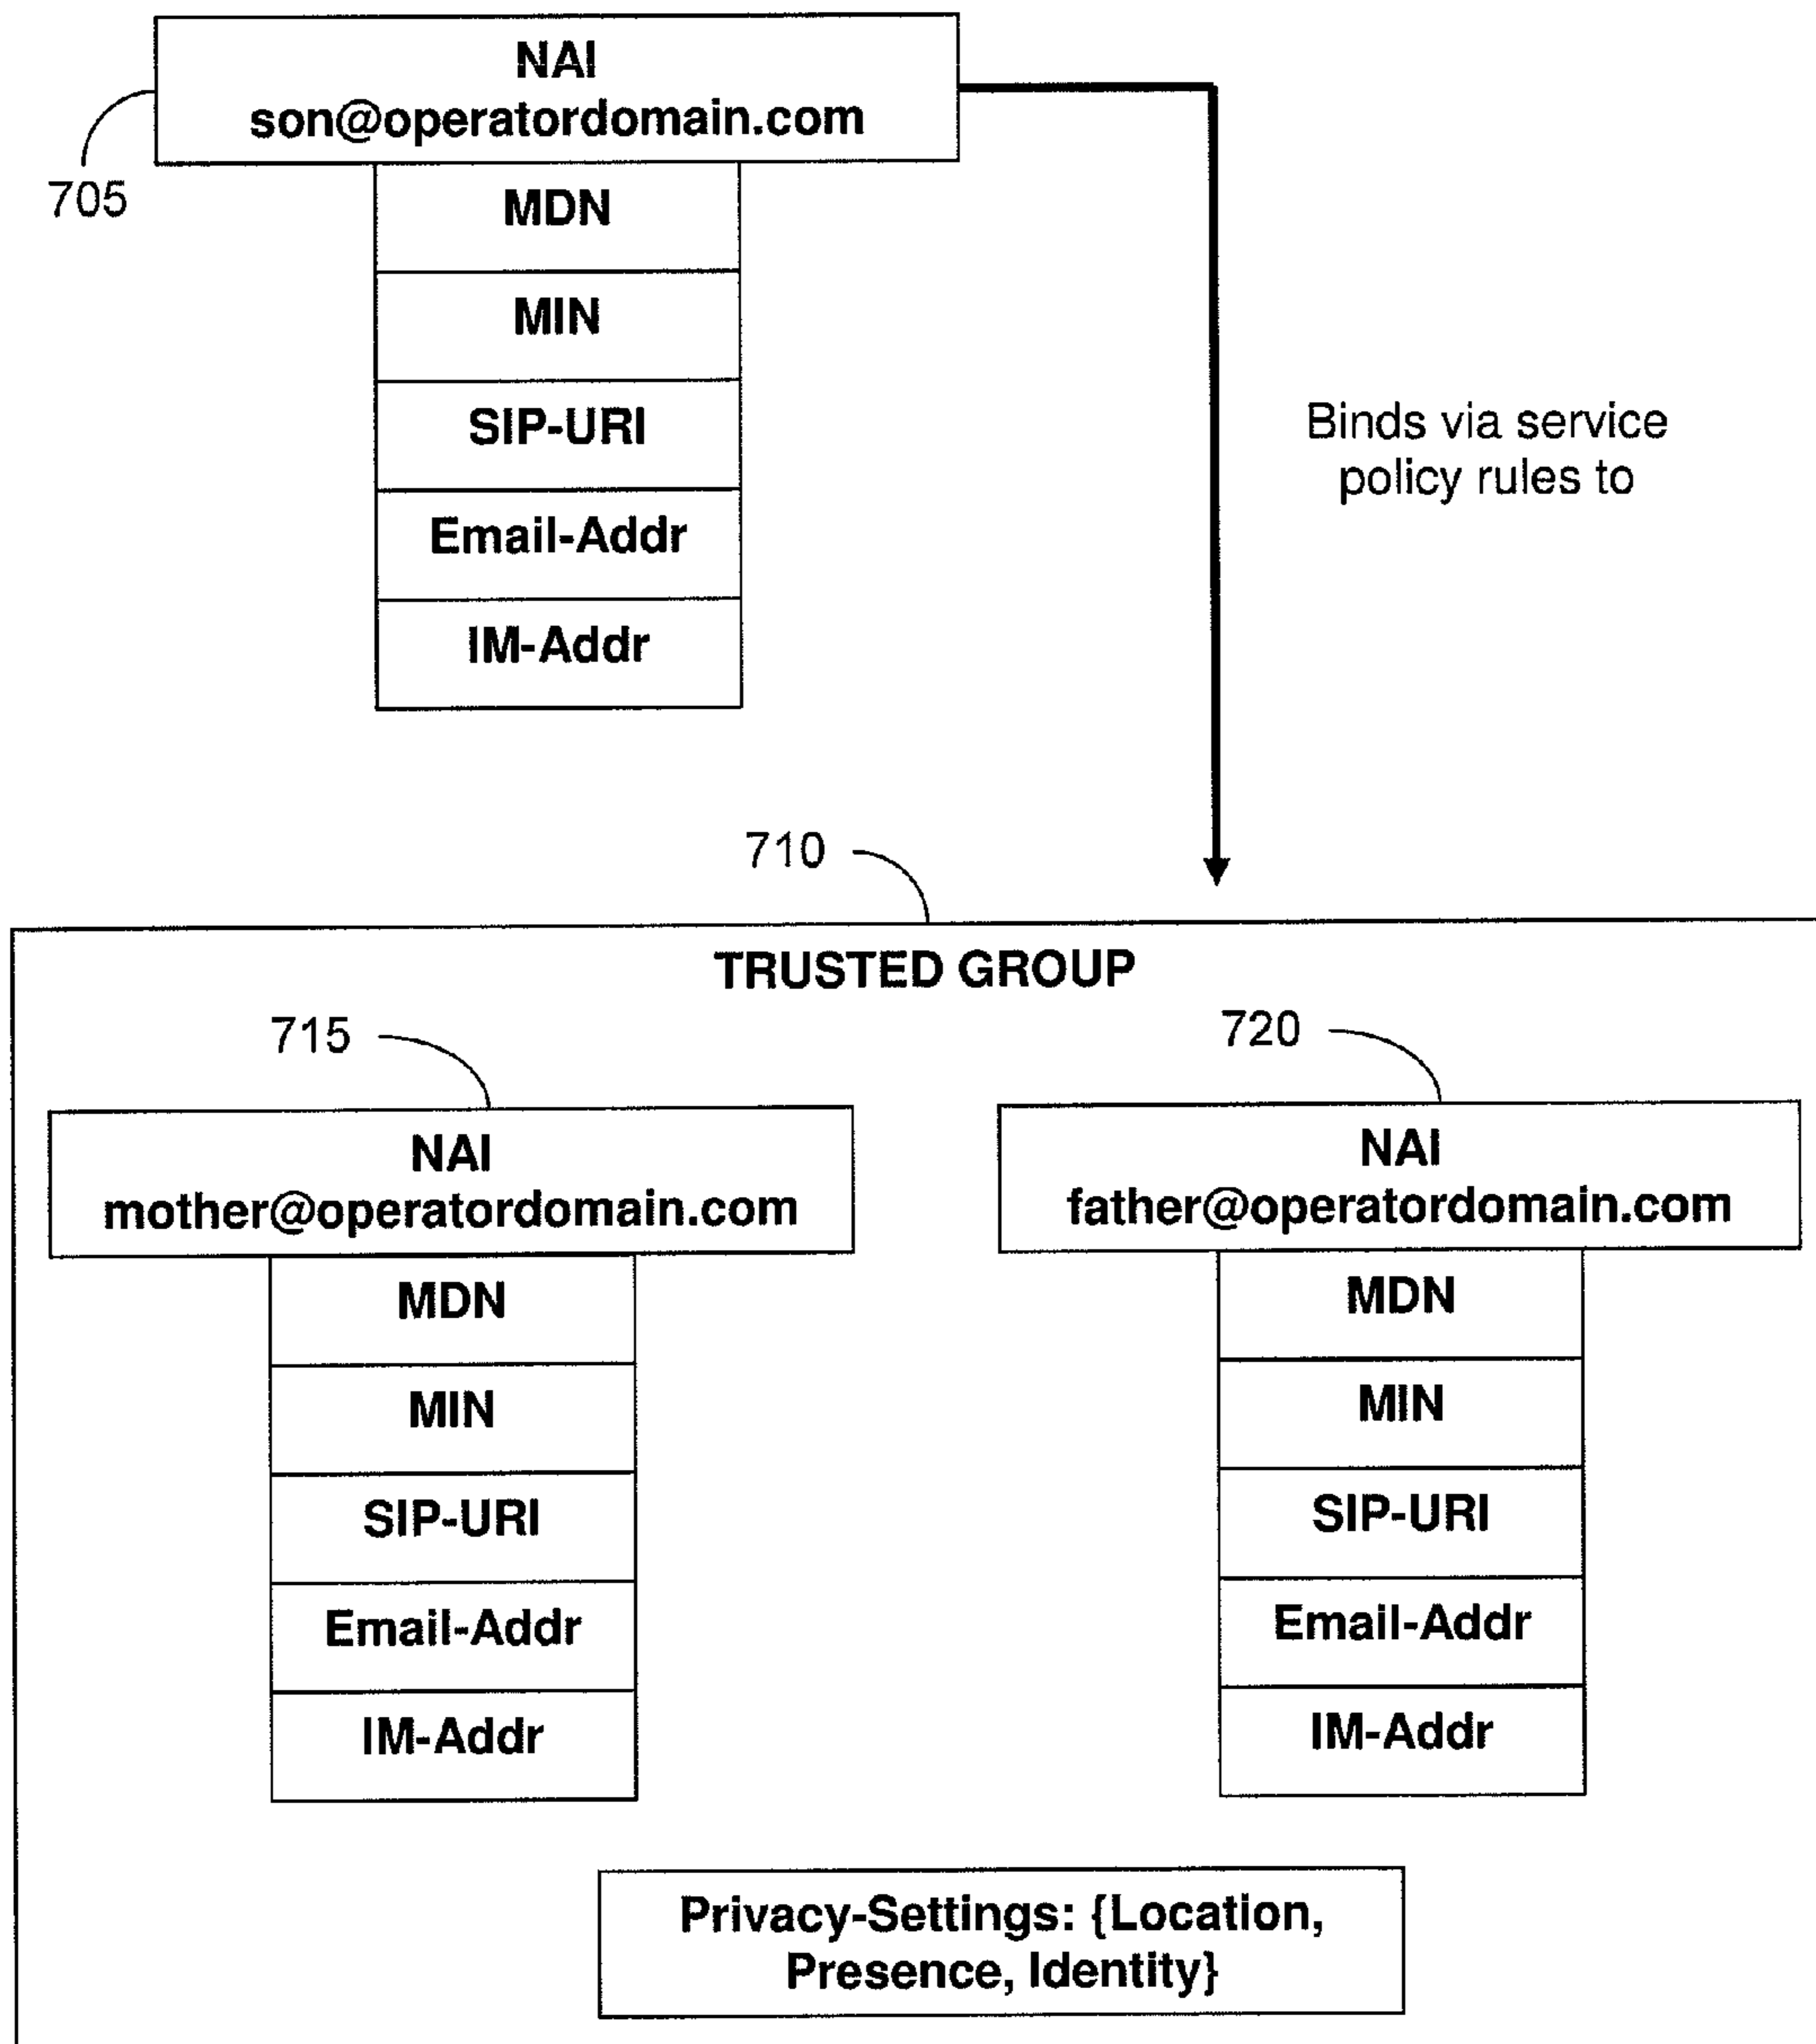 NAI
son@operatordomain.com
705
MDN
MIN
SIP-URI
Email-Addr
IM-Addr
Binds via service
policy rules to
710
TRUSTED GROUP
715
NAI
mother@operatordomain.com
MDN
MIN
SIP-URI
Email-Addr
IM-Addr
720
NAI
father@operatordomain.com
MDN
MIN
SIP-URI
Email-Addr
IM-Addr
Privacy-Settings: {Location,
Presence, Identity}